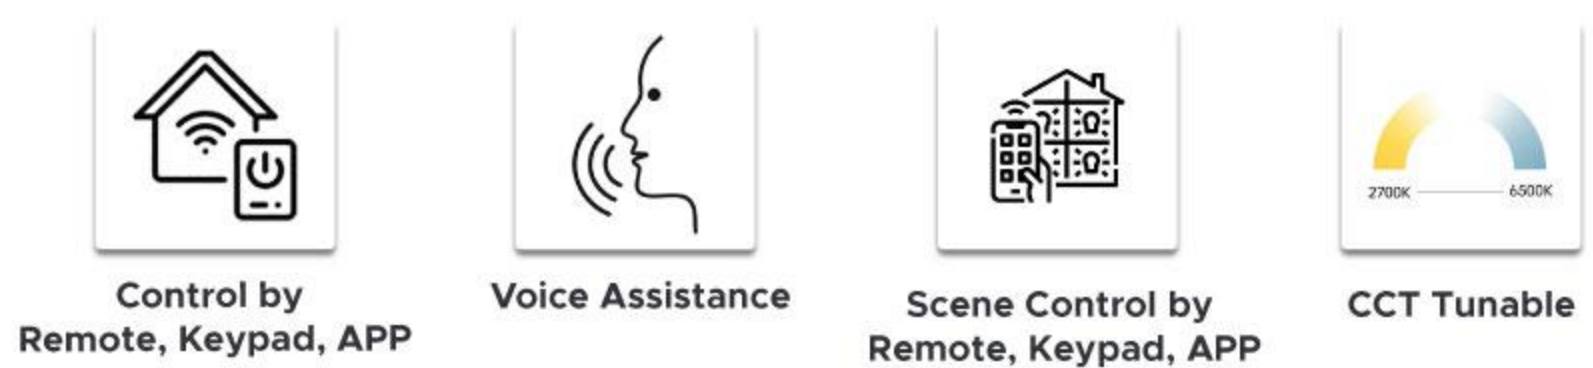 2700K
6500K
Control by
Remote, Keypad, APP
Voice Assistance
Scene Control by
Remote, Keypad, APP
CCT Tunable